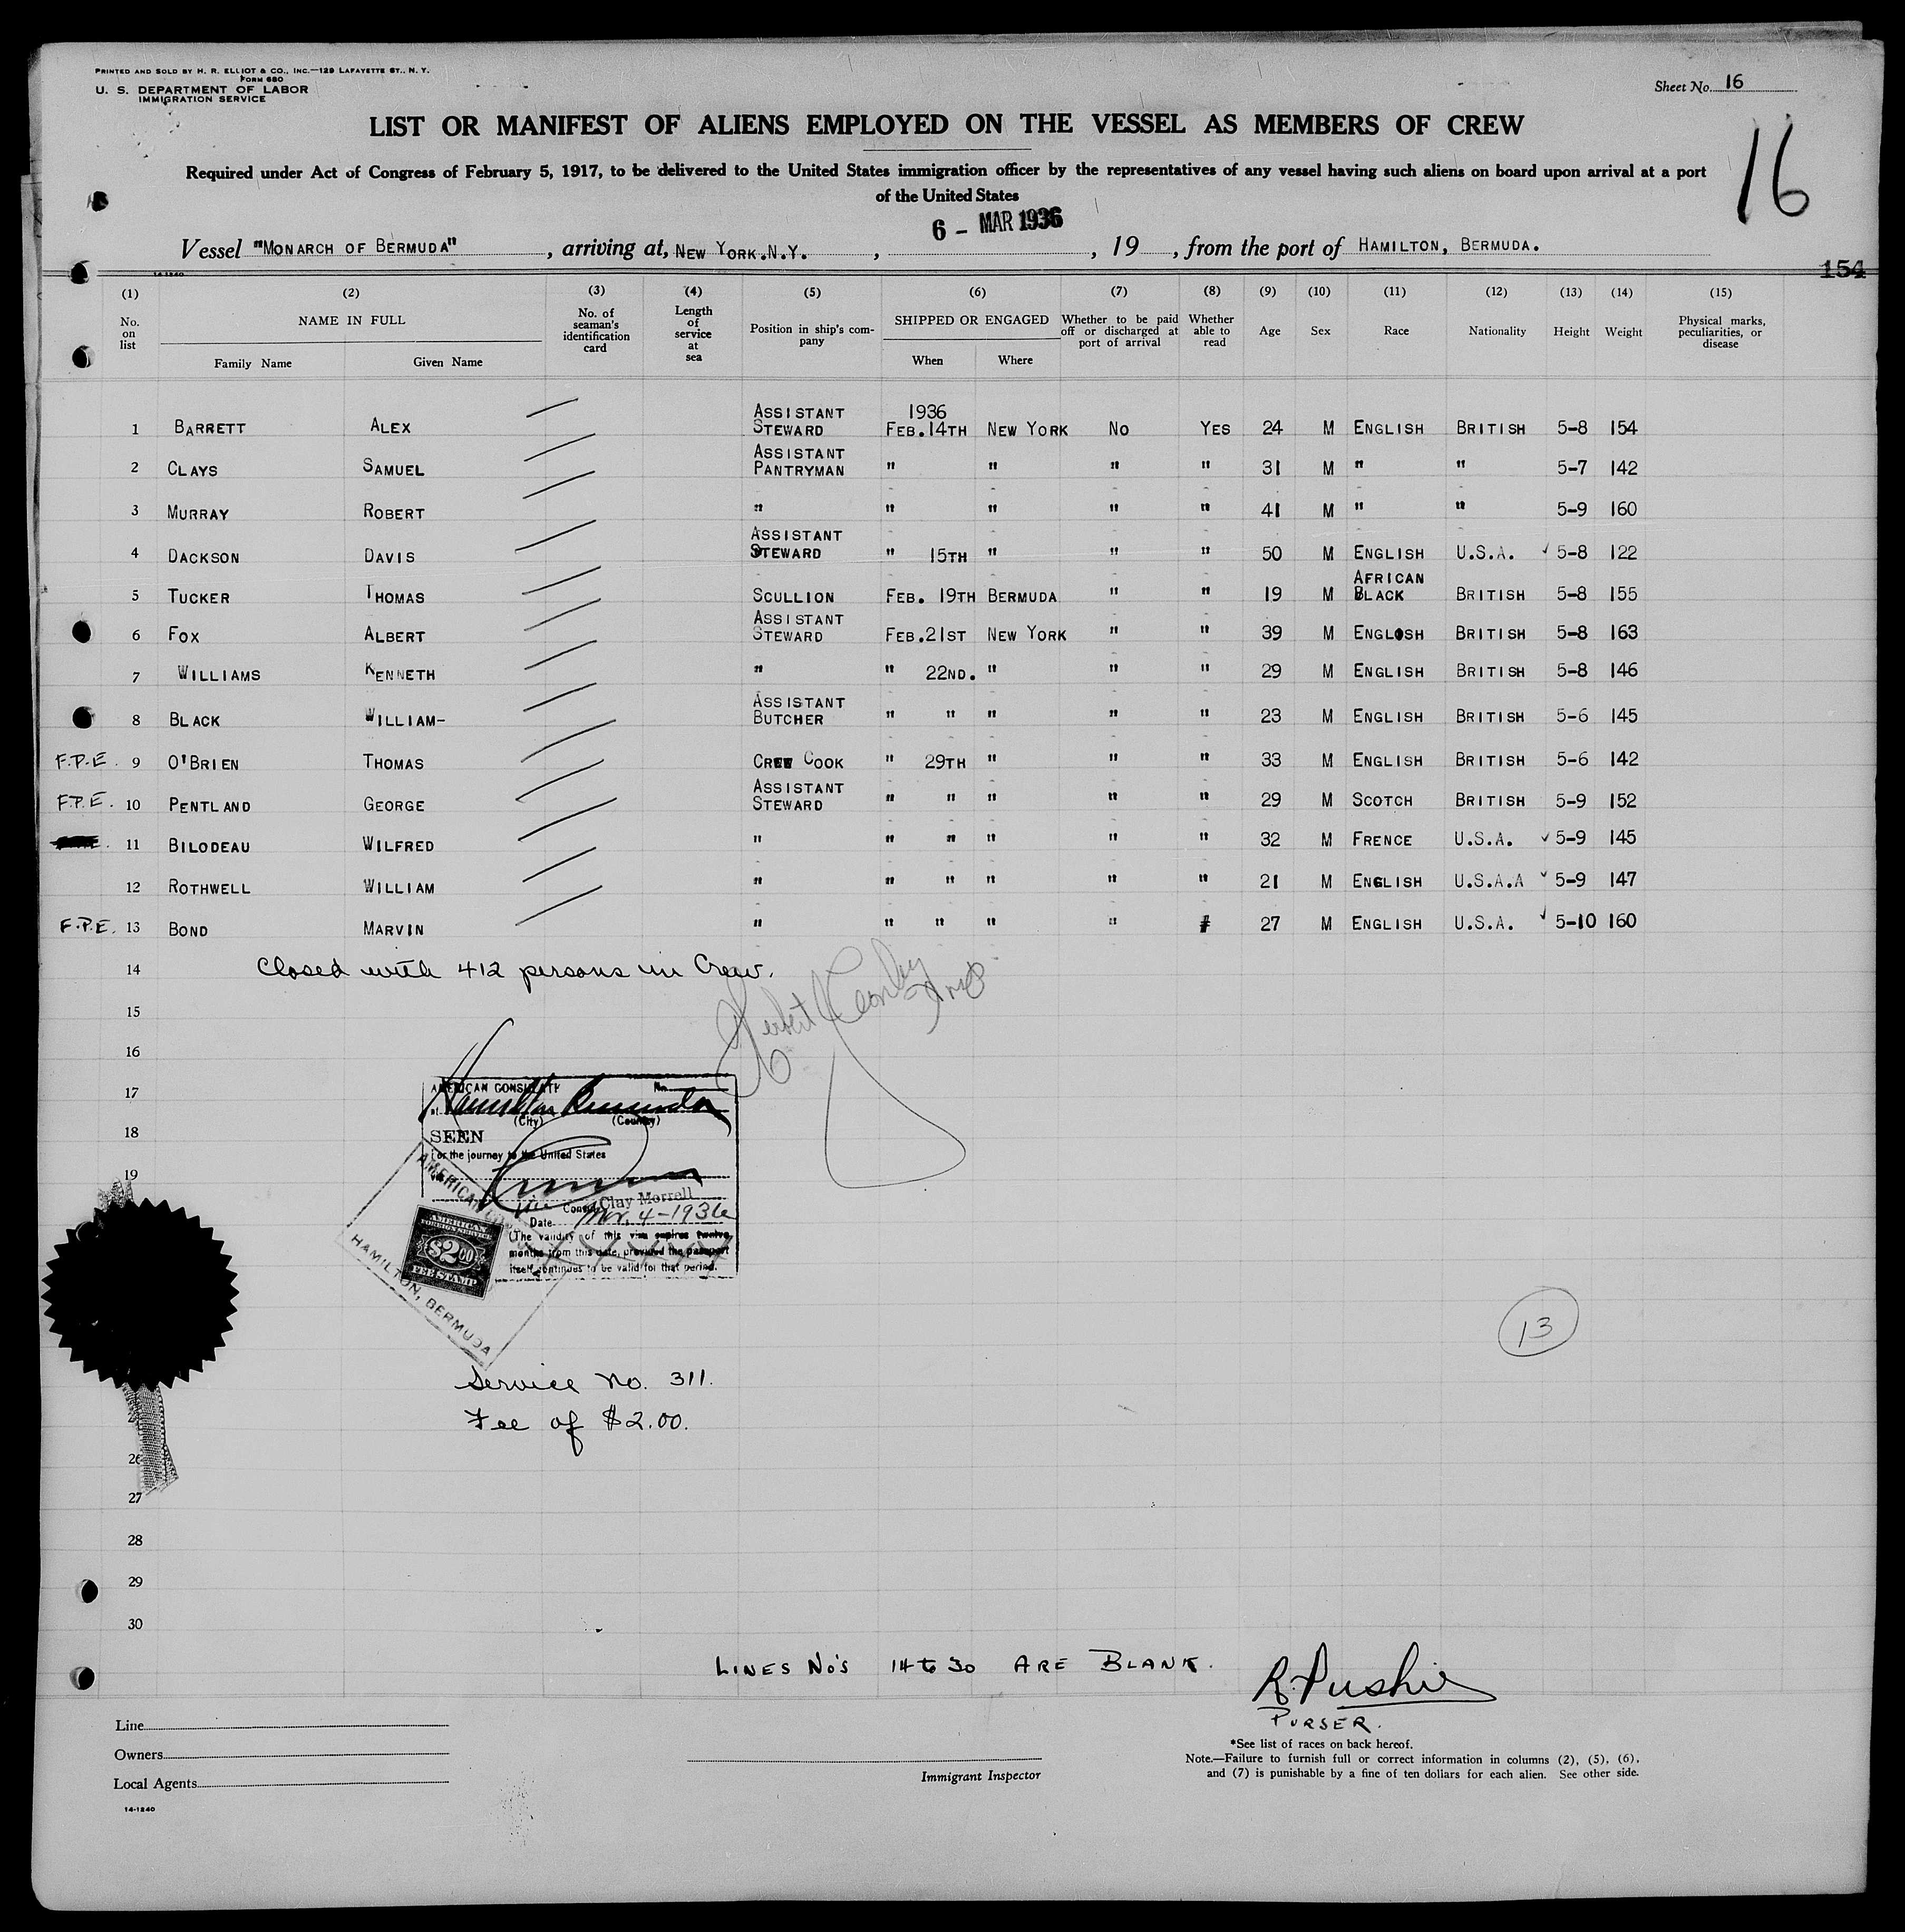 PRINTED AND SOLD BY H. R. ELLIOT & CO., INC.—129 LAFAYETTE ST., N. Y.
FORM 680
U. S. DEPARTMENT OF LABOR
IMMIGRATION SERVICE
Sheet No. 16
LIST OR MANIFEST OF ALIENS EMPLOYED ON THE VESSEL AS MEMBERS OF CREW
16
Required under Act of Congress of February 5, 1917, to be delivered to the United States immigration officer by the representatives of any vessel having such aliens on board upon arrival at a port
of the United States
6 - MAR 1936
Vessel "MONARCH OF BERMUDA", arriving at, NEW YORK.N.Y. , , 19 , from the port of HAMILTON, BERMUDA.
14-1240
154
(1) (2) (3) (4) (5) (6) (7) (8) (9) (10) (11) (12) (13) (14) (15)
No. on list NAME IN FULL Family Name Given Name No. of seaman's identification card Length of service at sea Position in ship's company SHIPPED OR ENGAGED When Where Whether to be paid off or discharged at port of arrival Whether able to read Age Sex Race Nationality Height Weight Physical marks, peculiarities, or disease
1 BARRETT ALEX ASSISTANT STEWARD 1936 FEB.14TH NEW YORK NO YES 24 M ENGLISH BRITISH 5-8 154
2 CLAYS SAMUEL ASSISTANT PANTRYMAN " " " " 31 M " " 5-7 142
3 MURRAY ROBERT " " " " " 41 M " " 5-9 160
4 DACKSON DAVIS ASSISTANT STEWARD " 15TH " " " 50 M ENGLISH U.S.A. ✓ 5-8 122
5 TUCKER THOMAS SCULLION FEB. 19TH BERMUDA " " 19 M AFRICAN BLACK BRITISH 5-8 155
6 FOX ALBERT ASSISTANT STEWARD FEB.21ST NEW YORK " " 39 M ENGLOSH BRITISH 5-8 163
7 WILLIAMS KENNETH " " 22ND. " " " 29 M ENGLISH BRITISH 5-8 146
8 BLACK WILLIAM- ASSISTANT BUTCHER " " " " " 23 M ENGLISH BRITISH 5-6 145
F.P.E. 9 O'BRIEN THOMAS CREW COOK " 29TH " " " 33 M ENGLISH BRITISH 5-6 142
F.P.E. 10 PENTLAND GEORGE ASSISTANT STEWARD " " " " " 29 M SCOTCH BRITISH 5-9 152
11 BILODEAU WILFRED " " " " " " 32 M FRENCE U.S.A. ✓ 5-9 145
12 ROTHWELL WILLIAM " " " " " " 21 M ENGLISH U.S.A.A ✓ 5-9 147
F.P.E. 13 BOND MARVIN " " " " " " 27 M ENGLISH U.S.A. ✓ 5-10 160
14 Closed with 412 persons in Crew.
15
16
17
18
19
AMERICAN CONSULATE No.
at Hamilton Bermuda
(City) (Country)
SEEN
For the journey to the United States
Vice Consul Clay Merrell
Date Mar. 4-1936
(The validity of this visa expires twelve
months from this date, provided the passport
itself continues to be valid for that period.
AMERICAN FOREIGN SERVICE
$2.00
FEE STAMP
AMERICAN CONSULATE
HAMILTON, BERMUDA
13
Service No. 311.
Fee of $2.00.
26
27
28
29
30
LINES NO'S 14 to 30 ARE BLANK.
R. Pushie
PURSER.
Line
Owners
Local Agents
14-1240
Immigrant Inspector
*See list of races on back hereof.
Note.—Failure to furnish full or correct information in columns (2), (5), (6),
and (7) is punishable by a fine of ten dollars for each alien. See other side.